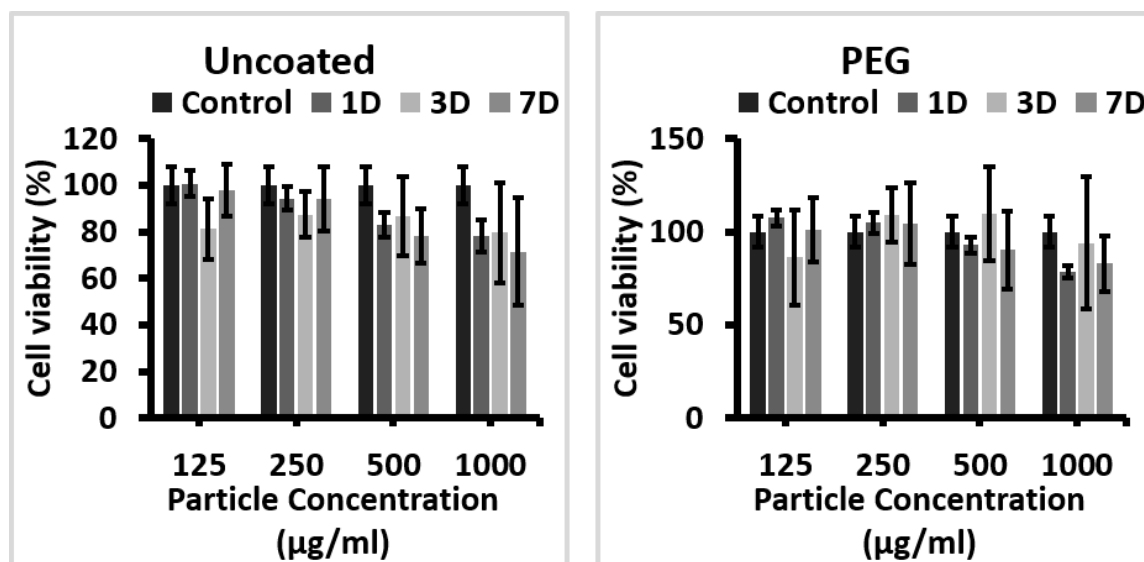 Uncoated
Control 1D 3D 7D
Cell viability (%)
120
100
80
60
40
20
0
125 250 500 1000
Particle Concentration
(µg/ml)
PEG
Control 1D 3D 7D
Cell viability (%)
150
100
50
0
125 250 500 1000
Particle Concentration
(µg/ml)